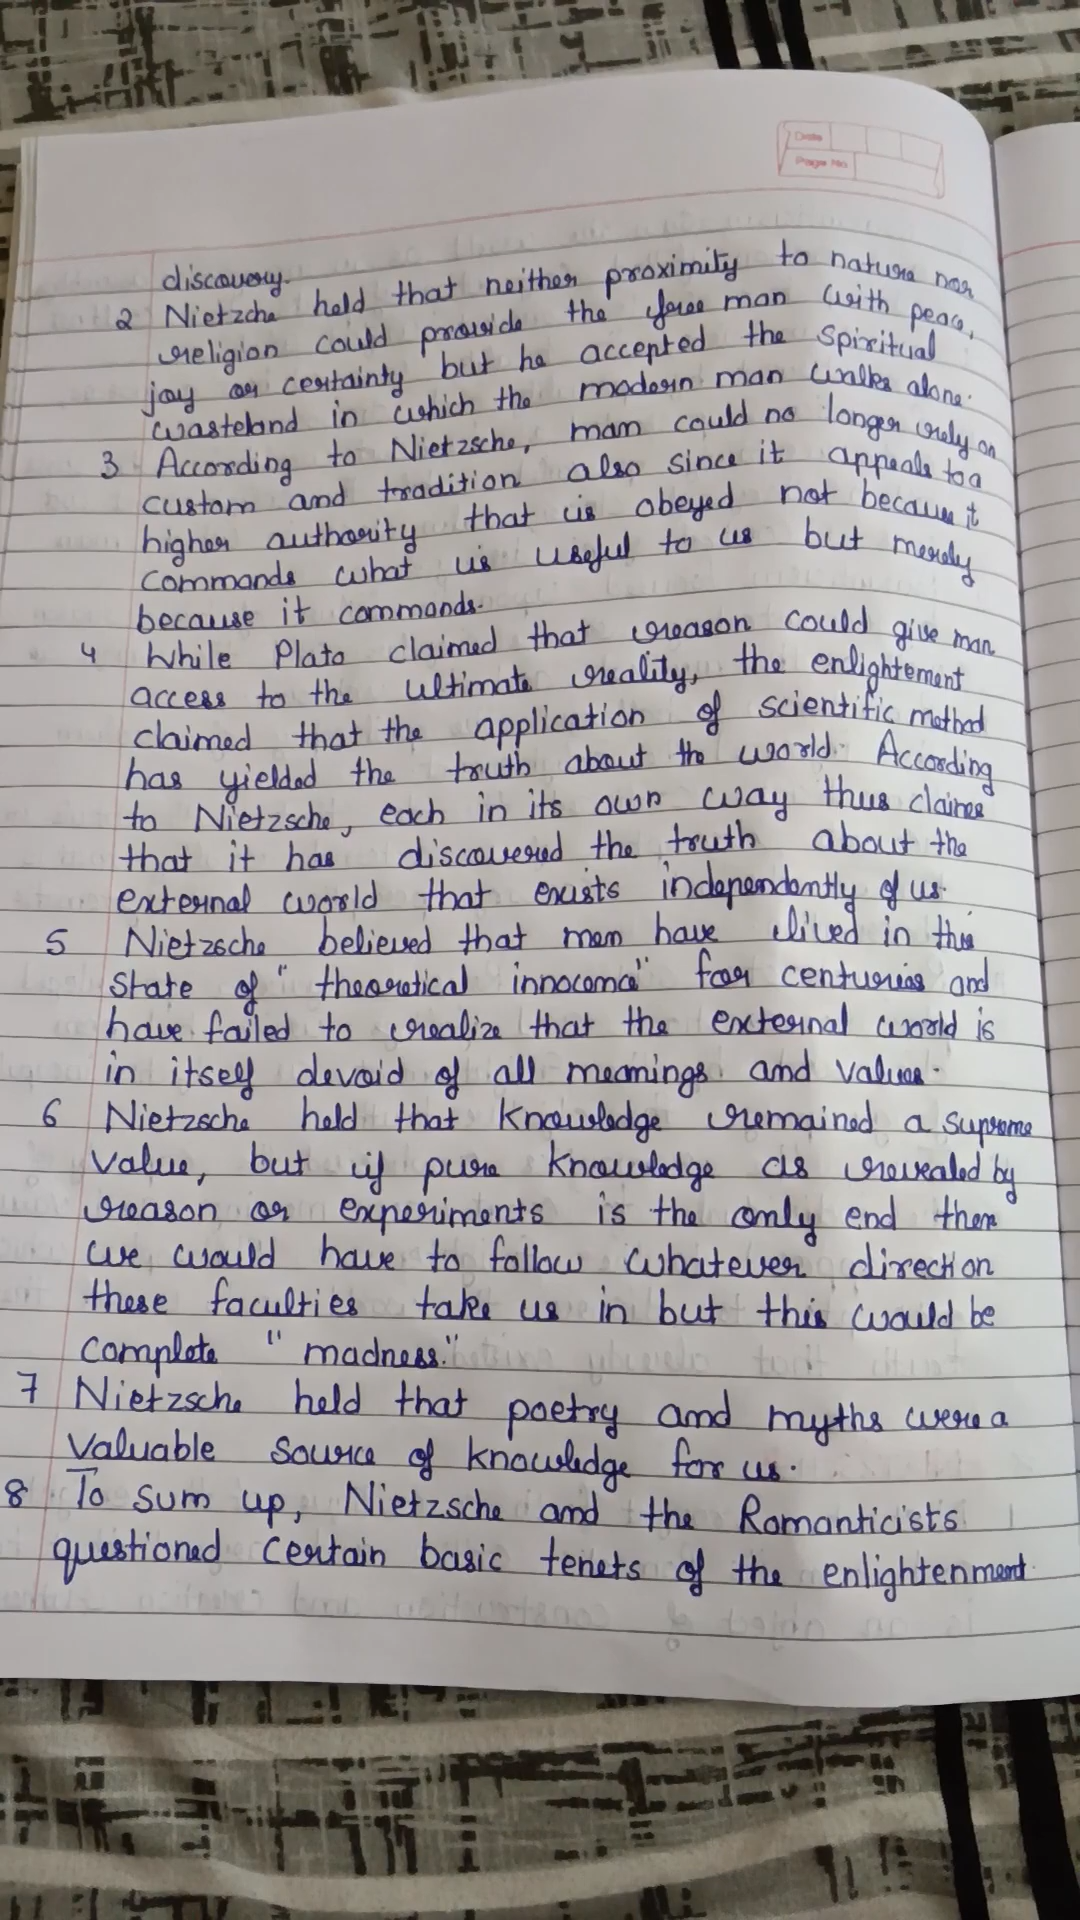 Date
Page No
discovery.
2 Nietzche held that neither proximity to nature nor
religion could provide the free man with peace,
joy or certainty but he accepted the spiritual
wasteland in which the modern man walks alone.
3 According to Nietzsche, man could no longer rely on
custom and tradition also since it appeals to a
higher authority that is obeyed not because it
commands what is useful to us but merely
because it commands.
4 While Plato claimed that reason could give man
access to the ultimate reality, the enlightement
claimed that the application of scientific method
has yielded the truth about the world. According
to Nietzsche, each in its own way thus claims
that it has discovered the truth about the
external world that exists independently of us.
5 Nietzsche believed that men have lived in this
state of "theoretical innocence" for centuries and
have failed to realize that the external world is
in itself devoid of all meanings and values.
6 Nietzsche held that knowledge remained a supreme
value, but if pure knowledge as revealed by
reason or experiments is the only end then
we would have to follow whatever direction
these faculties take us in but this would be
complete "madness."
7 Nietzsche held that poetry and myths were a
valuable source of knowledge for us.
8 To sum up, Nietzsche and the Romanticists
questioned certain basic tenets of the enlightenment